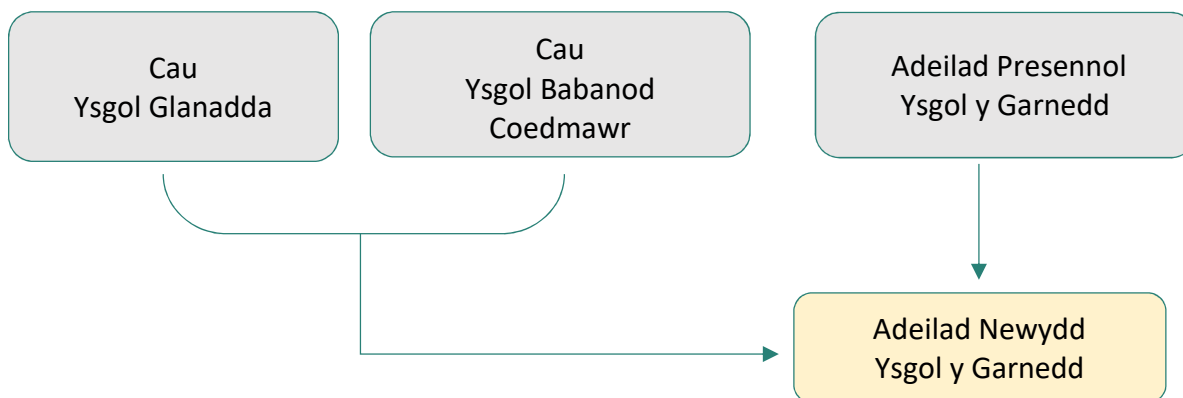 Cau
Ysgol Glanadda
Cau
Ysgol Babanod
Coedmawr
Adeilad Presennol
Ysgol y Garnedd
Adeilad Newydd
Ysgol y Garnedd